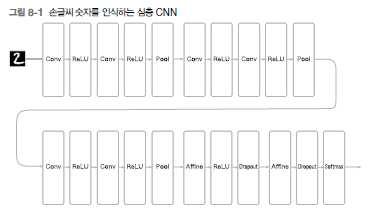 그림 8-1 손글씨 숫자를 인식하는 심층 CNN
2 Conv ReLU Conv ReLU Pool Conv ReLU Conv ReLU Pool
Conv ReLU Conv ReLU Pool Affine ReLU Dropout Affine Dropout Softmax